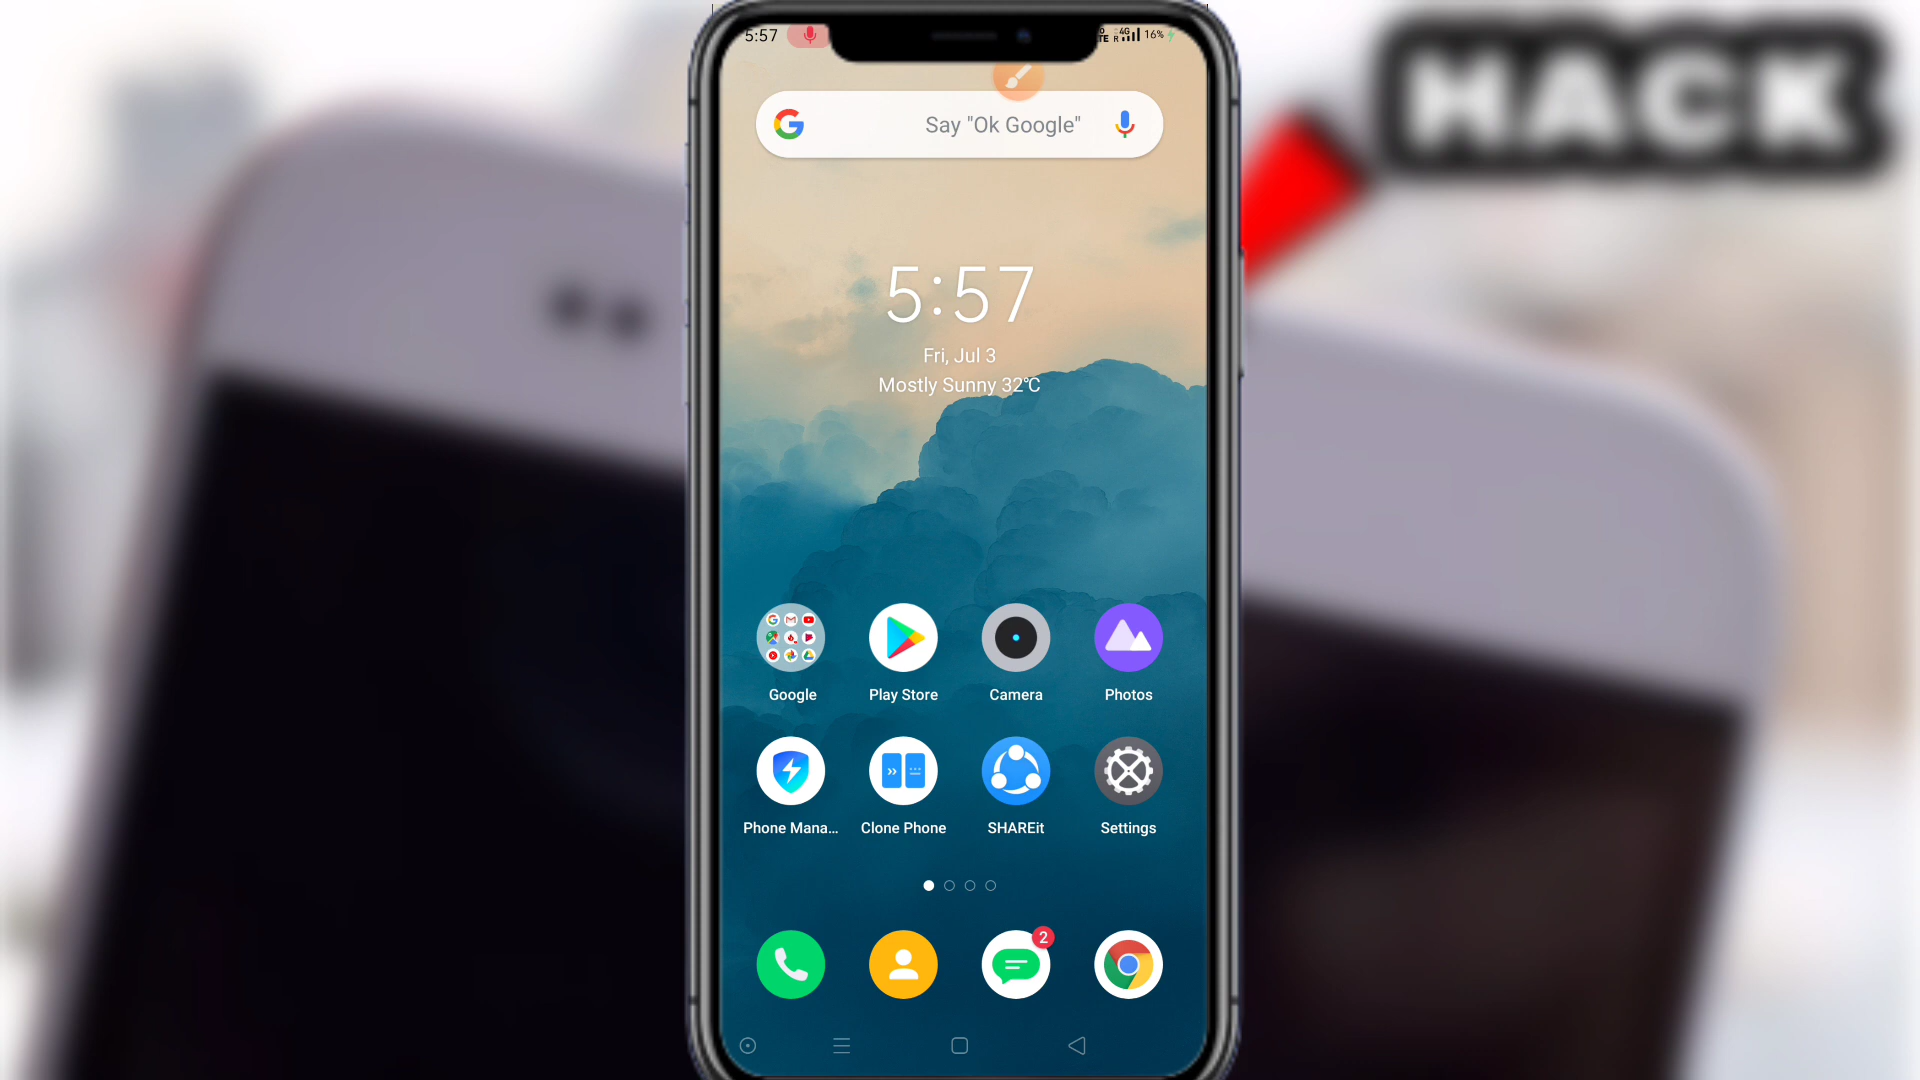 HACK
5:57
4G
R
16%
Say "Ok Google"
5:57
Fri, Jul 3
Mostly Sunny 32℃
Google
Play Store
Camera
Photos
Phone Mana...
Clone Phone
SHAREit
Settings
2